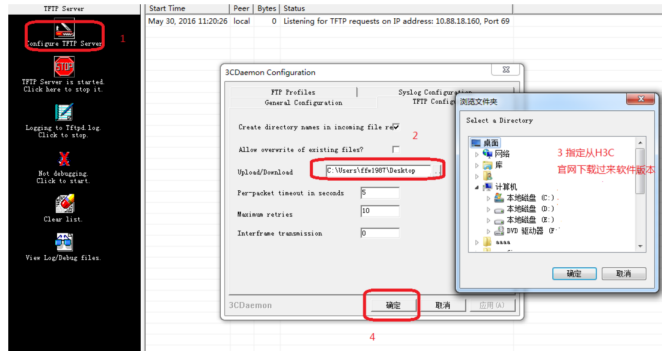 TFTP Server
Start Time Peer Bytes Status
May 30, 2016 11:20:26 local 0 Listening for TFTP requests on IP address: 10.88.18.160, Port 69
Configure TFTP Server
1
STOP
TFTP Server is started.
Click here to stop it.
Logging to Tftpd.log.
Click to stop.
Not debugging.
Click to start.
Clear list.
View Log/Debug files.
3CDaemon Configuration
FTP Profiles
Syslog Configuration
General Configuration
TFTP Config
Create directory names in incoming file re
2
Allow overwrite of existing files?
Upload/Download
C:\Users\ffw1987\Desktop
Per-packet timeout in seconds
5
Maximum retries
10
Interframe transmission
0
3CDaemon
确定
取消
应用(A)
4
浏览文件夹
Select a Directory
桌面
网络
库
计算机
本地磁盘 (C:)
本地磁盘 (D:)
本地磁盘 (E:)
DVD 驱动器 (F
aaaa
3 指定从H3C
官网下载过来软件版本
确定
取消